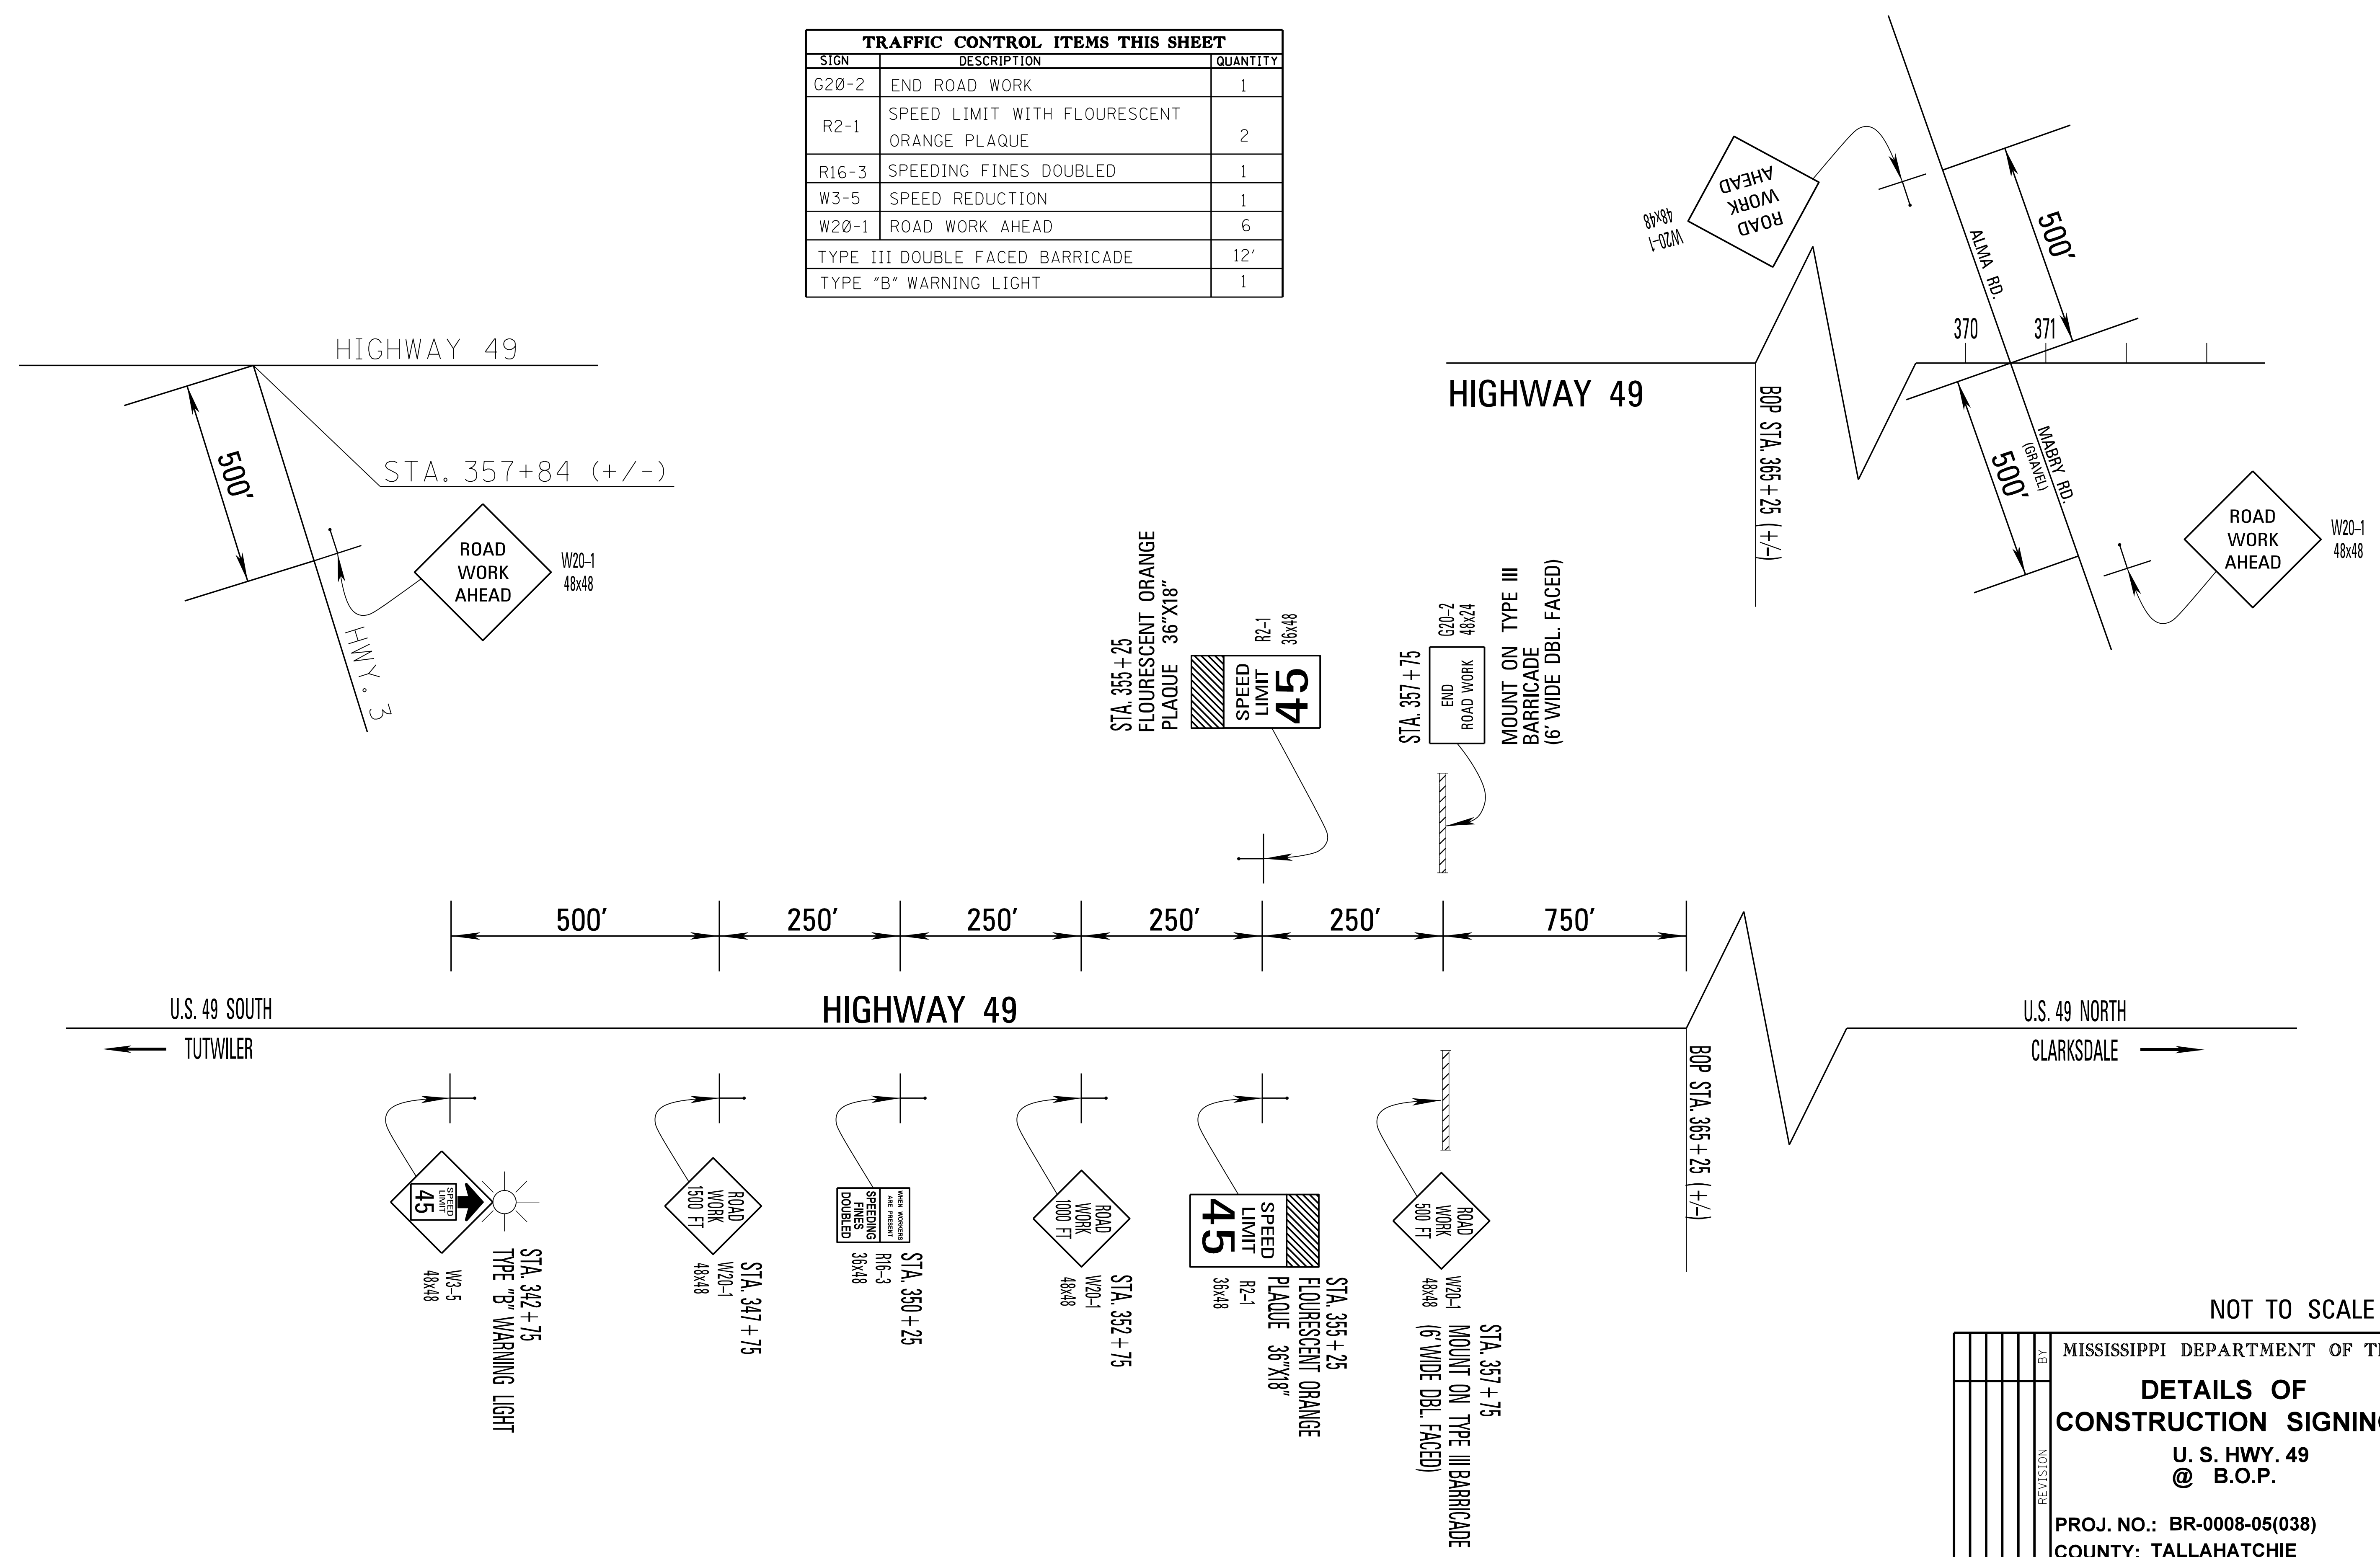 TRAFFIC CONTROL ITEMS THIS SHEET
SIGN DESCRIPTION QUANTITY
G20-2 END ROAD WORK 1
R2-1 SPEED LIMIT WITH FLOURESCENT
ORANGE PLAQUE 2
R16-3 SPEEDING FINES DOUBLED 1
W3-5 SPEED REDUCTION 1
W20-1 ROAD WORK AHEAD 6
TYPE III DOUBLE FACED BARRICADE 12'
TYPE "B" WARNING LIGHT 1
HIGHWAY 49
500'
STA. 357+84 (+/-)
ROAD
WORK
AHEAD
W20-1
48x48
HWY. 3
ROAD
WORK
AHEAD
W20-1
48x48
ALMA RD.
500'
370
371
HIGHWAY 49
BOP STA. 365+25 (+/-)
MABRY RD.
(GRAVEL)
500'
ROAD
WORK
AHEAD
W20-1
48x48
STA. 355+25
FLOURESCENT ORANGE
PLAQUE 36"X18"
SPEED
LIMIT
45
R2-1
36x48
STA. 357+75
END
ROAD WORK
G20-2
48x24
MOUNT ON TYPE III
BARRICADE
(6' WIDE DBL. FACED)
500'
250'
250'
250'
250'
750'
U.S. 49 SOUTH
TUTWILER
HIGHWAY 49
U.S. 49 NORTH
CLARKSDALE
BOP STA. 365+25 (+/-)
SPEED
LIMIT
45
STA. 342+75
TYPE "B" WARNING LIGHT
W3-5
48x48
ROAD
WORK
1500 FT
STA. 347+75
W20-1
48x48
WHEN WORKERS
ARE PRESENT
SPEEDING
FINES
DOUBLED
STA. 350+25
R16-3
36x48
ROAD
WORK
1000 FT
STA. 352+75
W20-1
48x48
SPEED
LIMIT
45
STA. 355+25
FLOURESCENT ORANGE
PLAQUE 36"X18"
R2-1
36x48
ROAD
WORK
500 FT
W20-1
48x48
STA. 357+75
MOUNT ON TYPE III BARRICADE
(6' WIDE DBL. FACED)
NOT TO SCALE
BY
REVISION
MISSISSIPPI DEPARTMENT OF
DETAILS OF
CONSTRUCTION SIGNING
U. S. HWY. 49
@ B.O.P.
PROJ. NO.: BR-0008-05(038)
COUNTY: TALLAHATCHIE